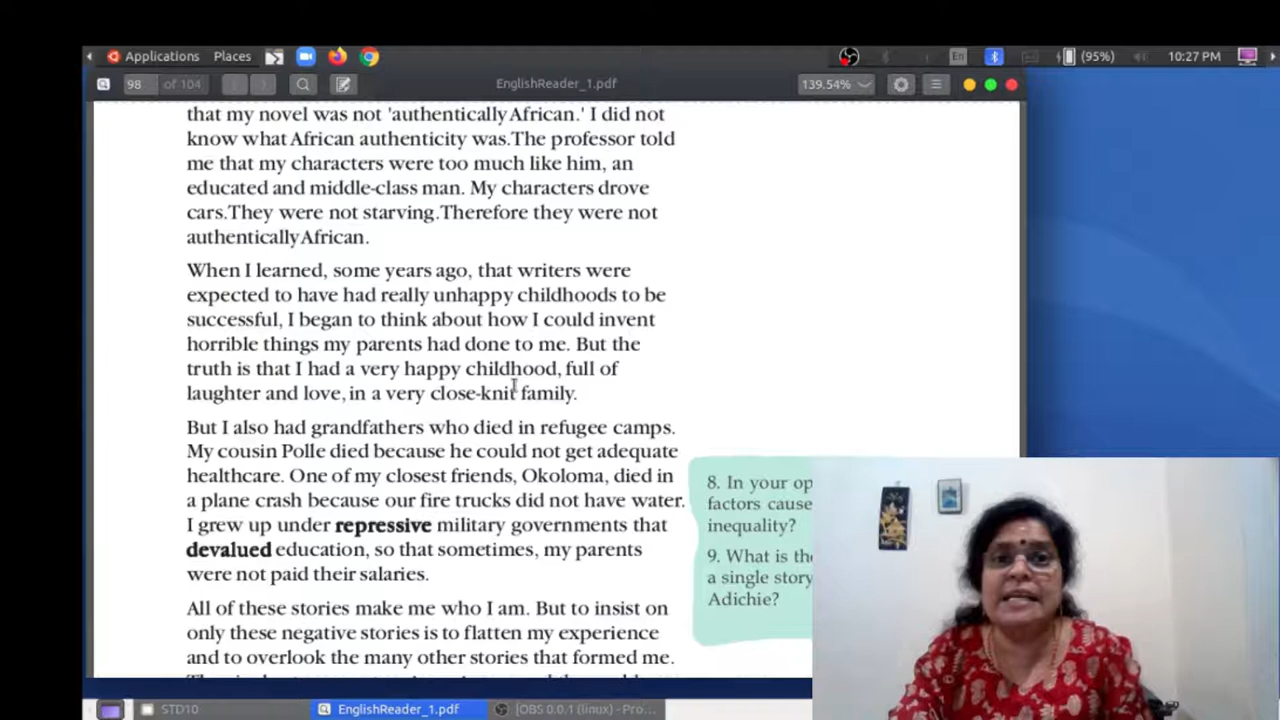 Applications Places En (95%) 10:27 PM
98 of 104 EnglishReader_1.pdf 139.54%
that my novel was not 'authentically African.' I did not
know what African authenticity was.The professor told
me that my characters were too much like him, an
educated and middle-class man. My characters drove
cars.They were not starving.Therefore they were not
authentically African.
When I learned, some years ago, that writers were
expected to have had really unhappy childhoods to be
successful, I began to think about how I could invent
horrible things my parents had done to me. But the
truth is that I had a very happy childhood, full of
laughter and love, in a very close-knit family.
But I also had grandfathers who died in refugee camps.
My cousin Polle died because he could not get adequate
healthcare. One of my closest friends, Okoloma, died in
a plane crash because our fire trucks did not have water.
I grew up under repressive military governments that
devalued education, so that sometimes, my parents
were not paid their salaries.
All of these stories make me who I am. But to insist on
only these negative stories is to flatten my experience
and to overlook the many other stories that formed me.
8. In your op
factors cause
inequality?
9. What is the
a single story
Adichie?
STD10 EnglishReader_1.pdf [OBS 0.0.1 (linux) - Pro...